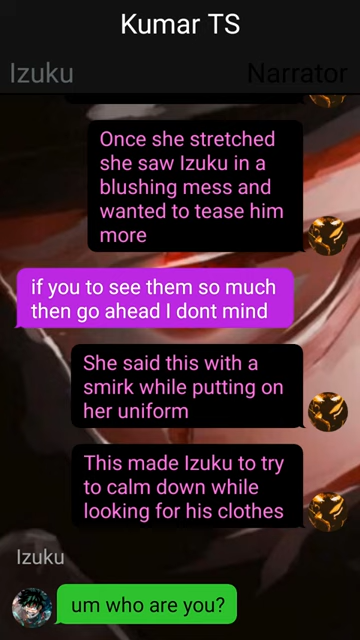 Kumar TS
Izuku
Narrator
Once she stretched
she saw Izuku in a
blushing mess and
wanted to tease him
more
if you to see them so much
then go ahead I dont mind
She said this with a
smirk while putting on
her uniform
This made Izuku to try
to calm down while
looking for his clothes
Izuku
um who are you?